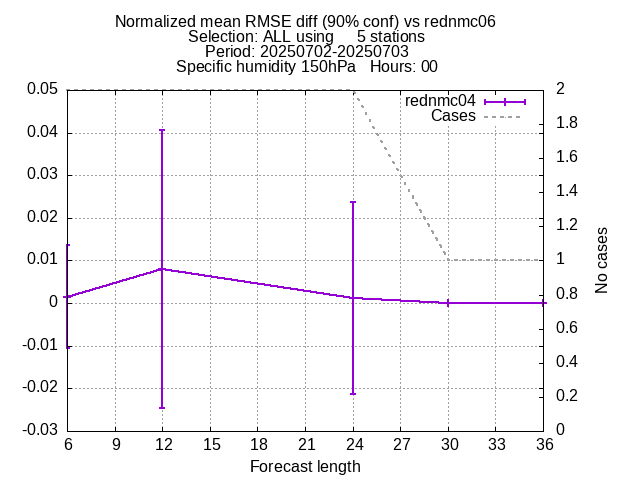 Normalized mean RMSE diff (90% conf) vs rednmc06
Selection: ALL using     5 stations
Period: 20250702-20250703
Specific humidity 150hPa   Hours: 00
rednmc04
Cases
0.05
0.04
0.03
0.02
0.01
0
-0.01
-0.02
-0.03
2
1.8
1.6
1.4
1.2
1
0.8
0.6
0.4
0.2
0
No cases
6 9 12 15 18 21 24 27 30 33 36
Forecast length